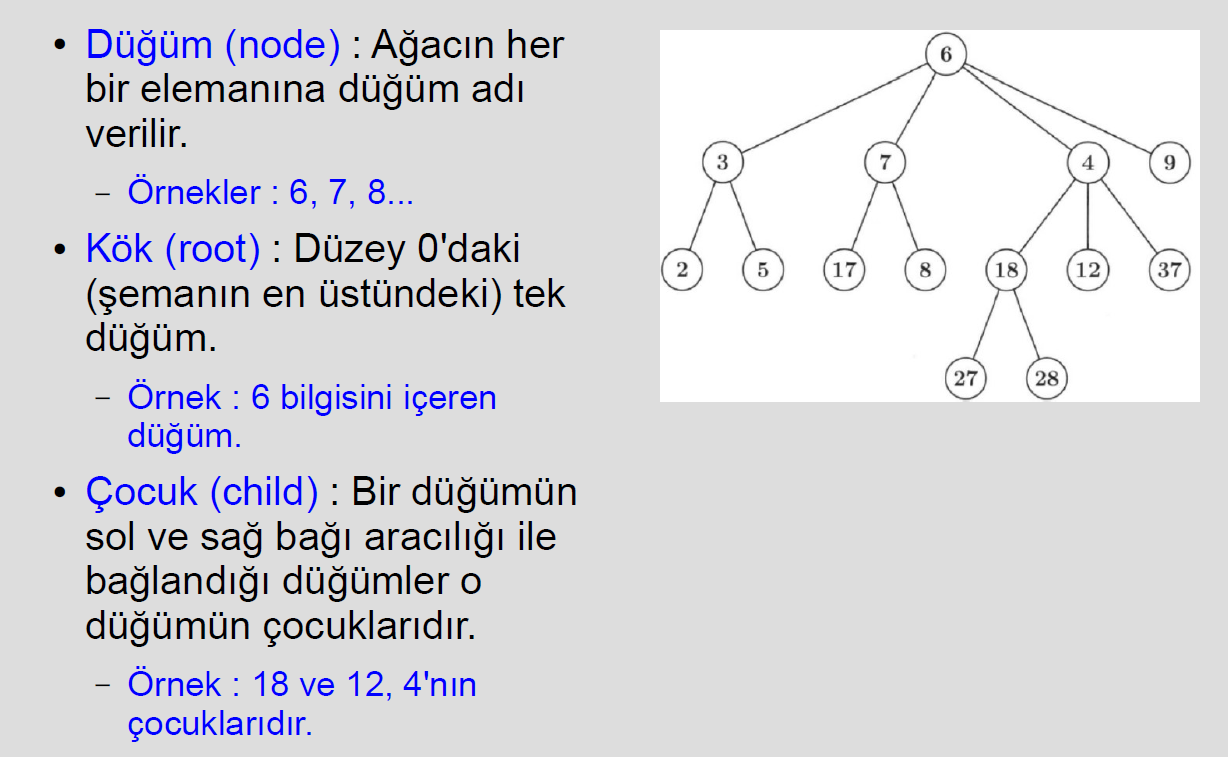 • Düğüm (node) : Ağacın her
bir elemanına düğüm adı
verilir.
– Örnekler : 6, 7, 8...
• Kök (root) : Düzey 0'daki
(şemanın en üstündeki) tek
düğüm.
– Örnek : 6 bilgisini içeren
düğüm.
• Çocuk (child) : Bir düğümün
sol ve sağ bağı aracılığı ile
bağlandığı düğümler o
düğümün çocuklarıdır.
– Örnek : 18 ve 12, 4'nın
çocuklarıdır.
6
3 7 4 9
2 5 17 8 18 12 37
27 28